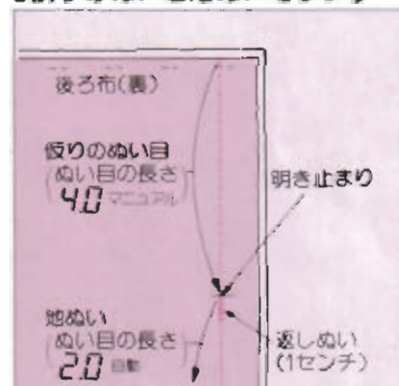 後ろ布(裏)
仮りのぬい目
(ぬい目の長さ)
4.0 マニュアル
明き止まり
地ぬい
(ぬい目の長さ)
2.0 自動
返しぬい
(1センチ)